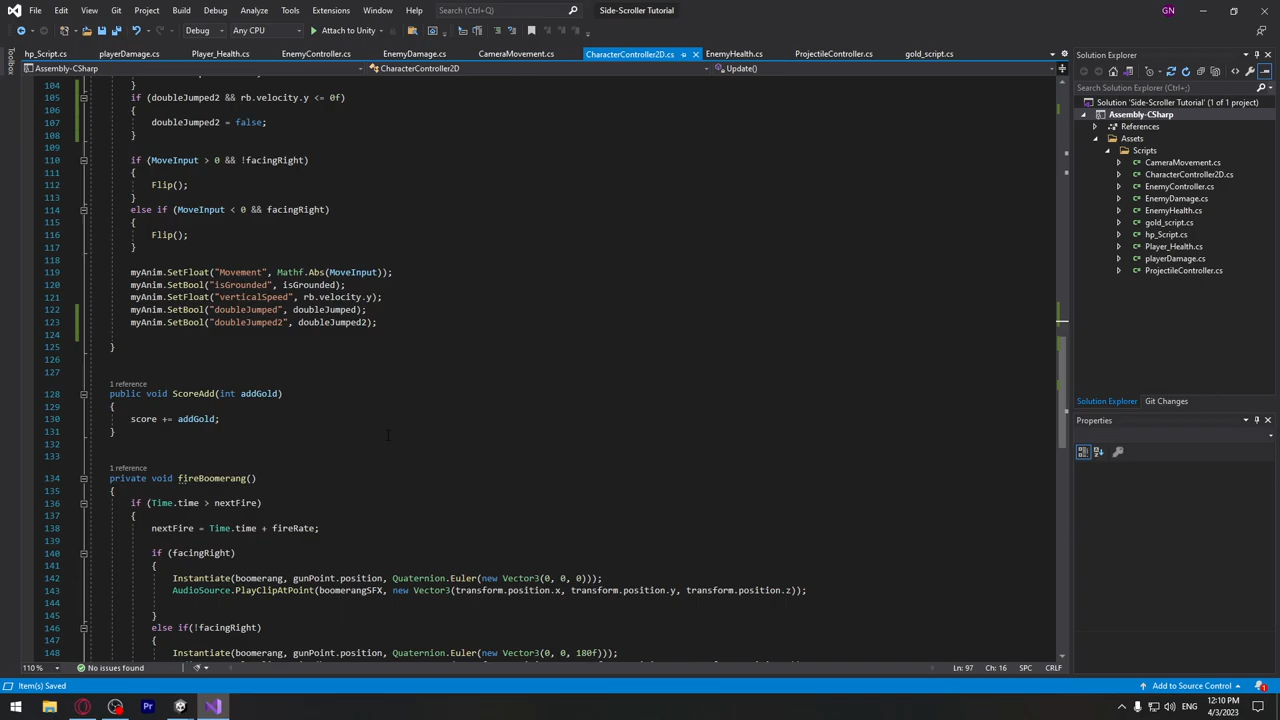 File Edit View Git Project Build Debug Test Analyze Tools Extensions Window Help Search (Ctrl+Q) Side-Scroller Tutorial GN
Debug Any CPU Attach to Unity
hp_Script.cs playerDamage.cs Player_Health.cs EnemyController.cs EnemyDamage.cs CameraMovement.cs CharacterController2D.cs EnemyHealth.cs ProjectileController.cs gold_script.cs
Assembly-CSharp CharacterController2D Update()
Toolbox
104 }
105 if (doubleJumped2 && rb.velocity.y <= 0f)
106 {
107 doubleJumped2 = false;
108 }
109
110 if (MoveInput > 0 && !facingRight)
111 {
112 Flip();
113 }
114 else if (MoveInput < 0 && facingRight)
115 {
116 Flip();
117 }
118
119 myAnim.SetFloat("Movement", Mathf.Abs(MoveInput));
120 myAnim.SetBool("isGrounded", isGrounded);
121 myAnim.SetFloat("verticalSpeed", rb.velocity.y);
122 myAnim.SetBool("doubleJumped", doubleJumped);
123 myAnim.SetBool("doubleJumped2", doubleJumped2);
124
125 }
126
127
1 reference
128 public void ScoreAdd(int addGold)
129 {
130 score += addGold;
131 }
132
133
1 reference
134 private void fireBoomerang()
135 {
136 if (Time.time > nextFire)
137 {
138 nextFire = Time.time + fireRate;
139
140 if (facingRight)
141 {
142 Instantiate(boomerang, gunPoint.position, Quaternion.Euler(new Vector3(0, 0, 0)));
143 AudioSource.PlayClipAtPoint(boomerangSFX, new Vector3(transform.position.x, transform.position.y, transform.position.z));
144
145 }
146 else if(!facingRight)
147 {
148 Instantiate(boomerang, gunPoint.position, Quaternion.Euler(new Vector3(0, 0, 180f)));
110 % No issues found Ln: 97 Ch: 16 SPC CRLF
Solution Explorer
Search Solution Explorer (Ctrl+;)
Solution 'Side-Scroller Tutorial' (1 of 1 project)
Assembly-CSharp
References
Assets
Scripts
CameraMovement.cs
CharacterController2D.cs
EnemyController.cs
EnemyDamage.cs
EnemyHealth.cs
gold_script.cs
hp_Script.cs
Player_Health.cs
playerDamage.cs
ProjectileController.cs
Solution Explorer Git Changes
Properties
Item(s) Saved Add to Source Control 1
Pr ENG 12:10 PM
4/3/2023